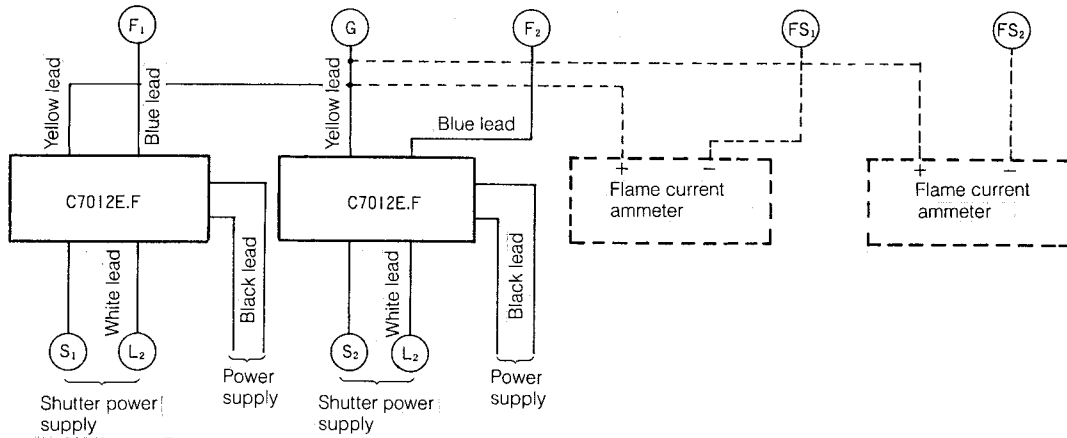 F₁
G
F₂
FS₁
FS₂
Yellow lead
Blue lead
Yellow lead
Blue lead
C7012E.F
C7012E.F
+ −
Flame current
ammeter
+ −
Flame current
ammeter
White lead
Black lead
White lead
Black lead
S₁
L₂
S₂
L₂
Power
supply
Power
supply
Shutter power
supply
Shutter power
supply